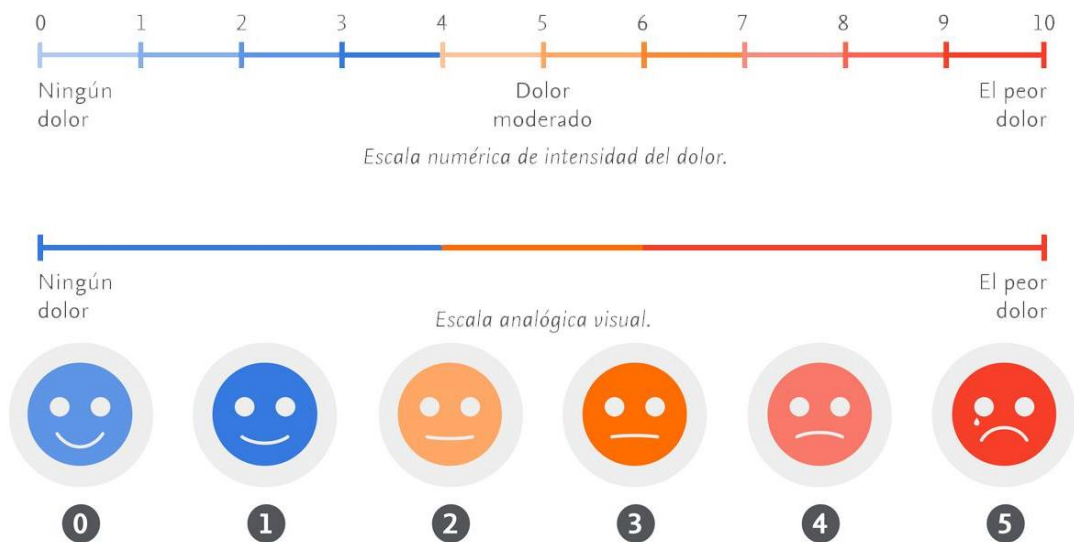 0 1 2 3 4 5 6 7 8 9 10
Ningún Dolor El peor
dolor moderado dolor
Escala numérica de intensidad del dolor.
Ningún El peor
dolor dolor
Escala analógica visual.
0 1 2 3 4 5